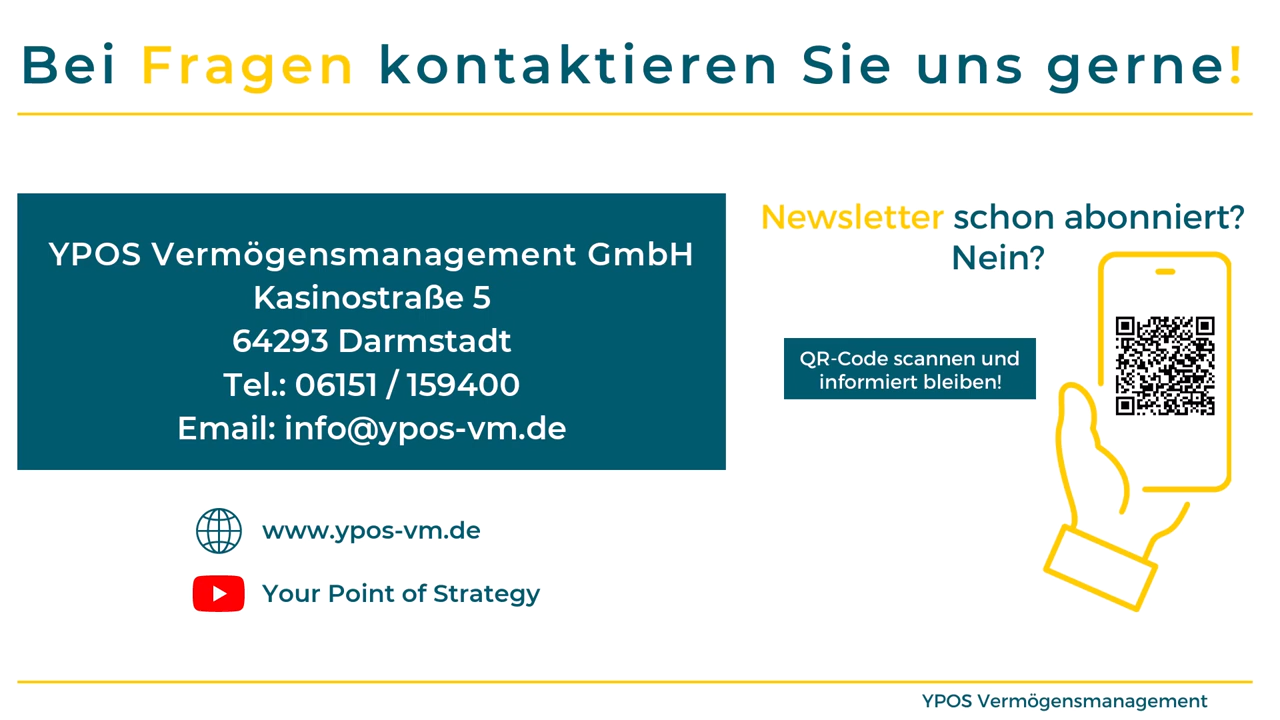 Bei Fragen kontaktieren Sie uns gerne!
YPOS Vermögensmanagement GmbH
Kasinostraße 5
64293 Darmstadt
Tel.: 06151 / 159400
Email: info@ypos-vm.de
www.ypos-vm.de
Your Point of Strategy
Newsletter schon abonniert?
Nein?
QR-Code scannen und
informiert bleiben!
YPOS Vermögensmanagement